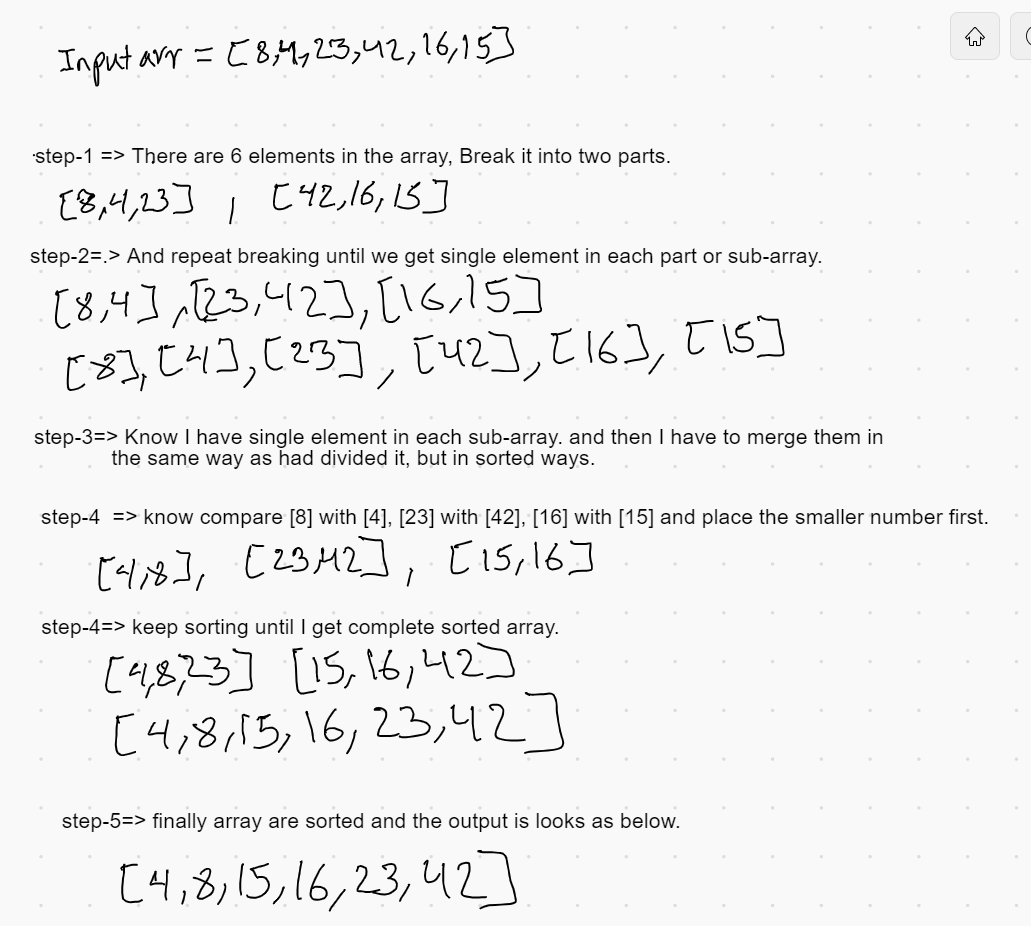 Input arr = [8,4,23,42,16,15]
step-1 => There are 6 elements in the array, Break it into two parts.
[8,4,23] , [42,16,15]
step-2=.> And repeat breaking until we get single element in each part or sub-array.
[8,4],[23,42],[16,15]
[8],[4],[23],[42],[16],[15]
step-3=> Know I have single element in each sub-array. and then I have to merge them in
the same way as had divided it, but in sorted ways.
step-4 => know compare [8] with [4], [23] with [42], [16] with [15] and place the smaller number first.
[4,8], [23,42], [15,16]
step-4=> keep sorting until I get complete sorted array.
[4,8,23] [15,16,42]
[4,8,15,16,23,42]
step-5=> finally array are sorted and the output is looks as below.
[4,8,15,16,23,42]